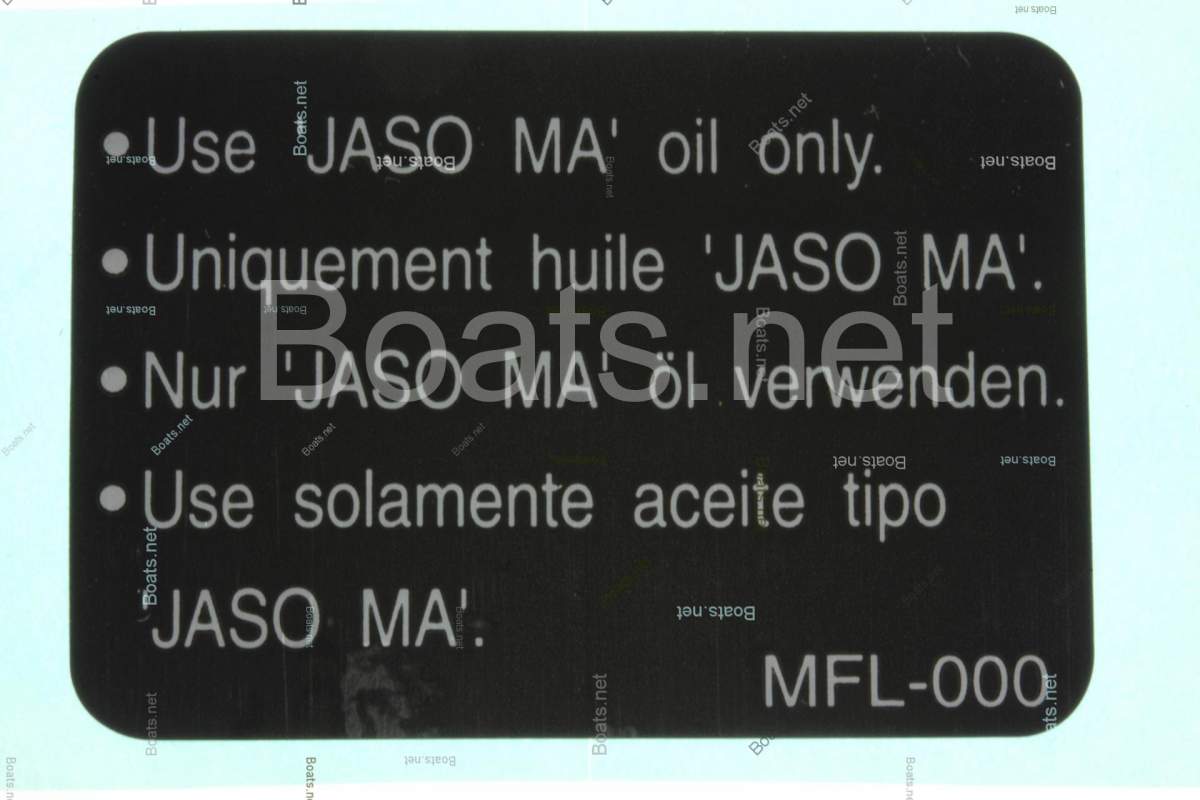 • Use 'JASO MA' oil only.
• Uniquement huile 'JASO MA'.
• Nur 'JASO MA' öl verwenden.
• Use solamente aceite tipo
'JASO MA'.
MFL-000
Boats.net